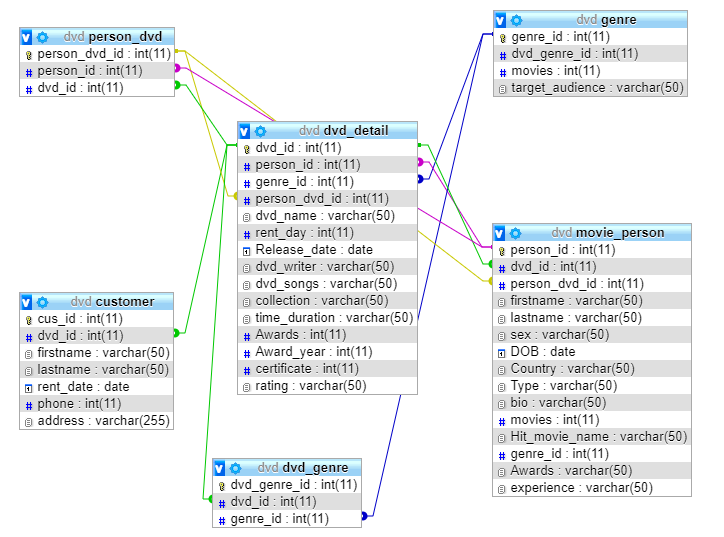 dvd person_dvd
person_dvd_id : int(11)
person_id : int(11)
dvd_id : int(11)
dvd genre
genre_id : int(11)
dvd_genre_id : int(11)
movies : int(11)
target_audience : varchar(50)
dvd dvd_detail
dvd_id : int(11)
person_id : int(11)
genre_id : int(11)
person_dvd_id : int(11)
dvd_name : varchar(50)
rent_day : int(11)
Release_date : date
dvd_writer : varchar(50)
dvd_songs : varchar(50)
collection : varchar(50)
time_duration : varchar(50)
Awards : int(11)
Award_year : int(11)
certificate : int(11)
rating : varchar(50)
dvd movie_person
person_id : int(11)
dvd_id : int(11)
person_dvd_id : int(11)
firstname : varchar(50)
lastname : varchar(50)
sex : varchar(50)
DOB : date
Country : varchar(50)
Type : varchar(50)
bio : varchar(50)
movies : int(11)
Hit_movie_name : varchar(50)
genre_id : int(11)
Awards : varchar(50)
experience : varchar(50)
dvd customer
cus_id : int(11)
dvd_id : int(11)
firstname : varchar(50)
lastname : varchar(50)
rent_date : date
phone : int(11)
address : varchar(255)
dvd dvd_genre
dvd_genre_id : int(11)
dvd_id : int(11)
genre_id : int(11)